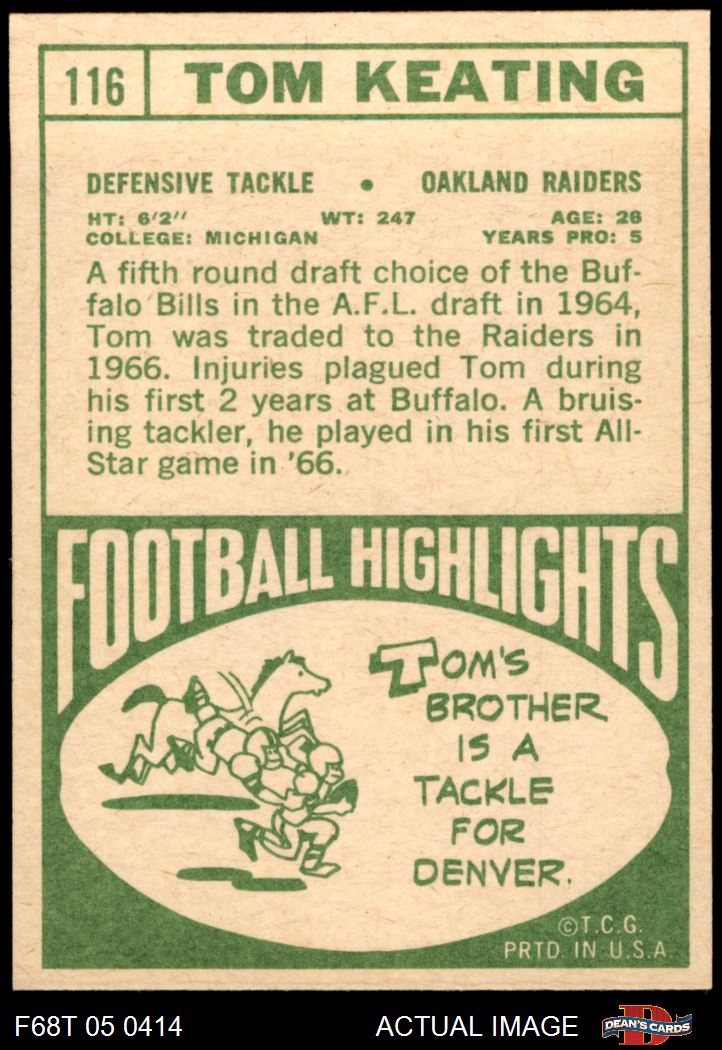 116 TOM KEATING
DEFENSIVE TACKLE • OAKLAND RAIDERS
HT: 6'2" WT: 247 AGE: 26
COLLEGE: MICHIGAN YEARS PRO: 5
A fifth round draft choice of the Buf-
falo Bills in the A.F.L. draft in 1964,
Tom was traded to the Raiders in
1966. Injuries plagued Tom during
his first 2 years at Buffalo. A bruis-
ing tackler, he played in his first All-
Star game in '66.
FOOTBALL HIGHLIGHTS
TOM'S
BROTHER
IS A
TACKLE
FOR
DENVER.
©T.C.G.
PRTD. IN U.S.A.
F68T 05 0414 ACTUAL IMAGE D DEAN'S CARDS